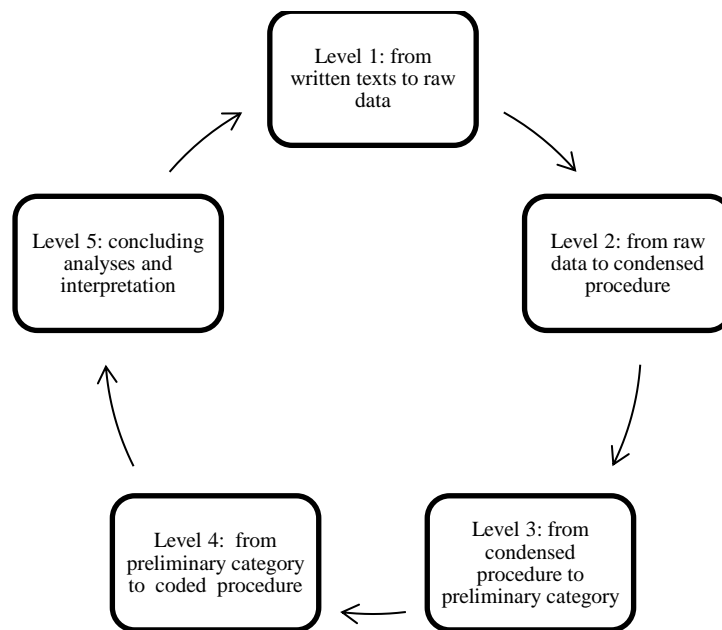 Level 1: from
written texts to raw
data
Level 2: from raw
data to condensed
procedure
Level 3: from
condensed
procedure to
preliminary category
Level 4:  from
preliminary category
to  coded  procedure
Level 5: concluding
analyses and
interpretation